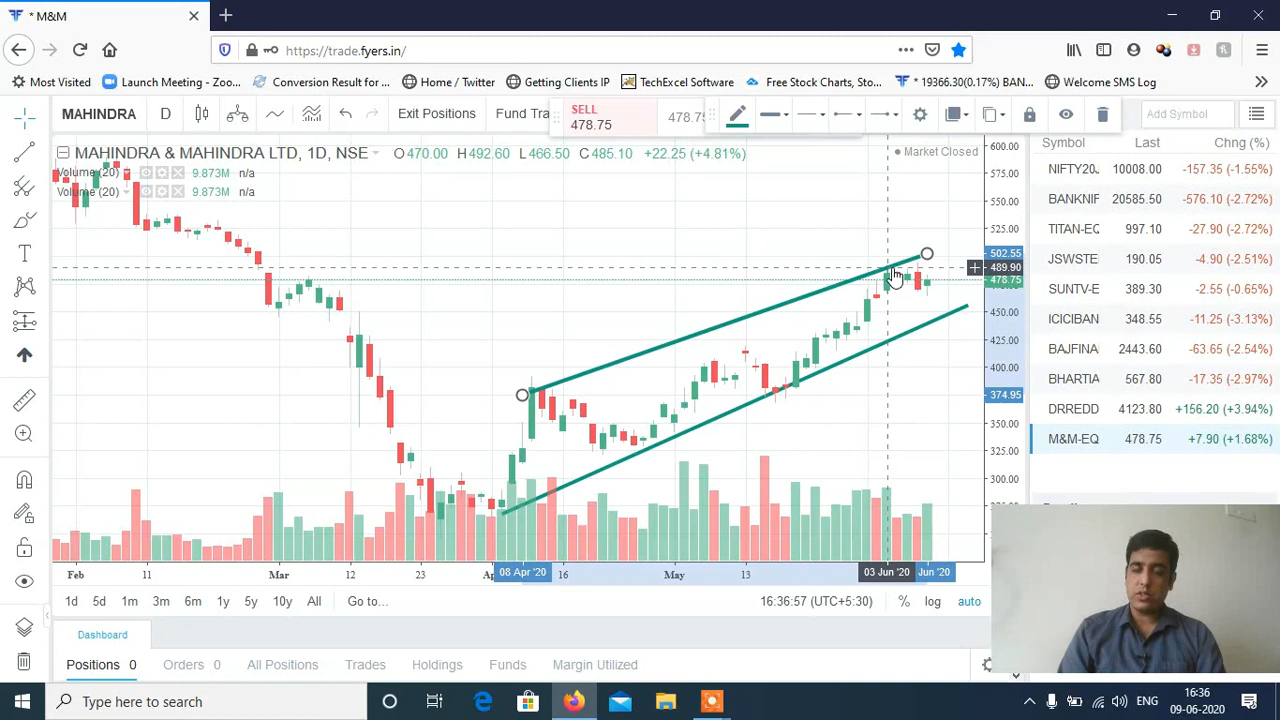 * M&M
https://trade.fyers.in/
Most Visited Launch Meeting - Zoo... Conversion Result for ... Home / Twitter Getting Clients IP TechExcel Software Free Stock Charts, Sto... * 19366.30(0.17%) BAN... Welcome SMS Log
MAHINDRA D Exit Positions Fund Tra SELL 478.75 478.75 Add Symbol
MAHINDRA & MAHINDRA LTD, 1D, NSE O470.00 H492.60 L466.50 C485.10 +22.25 (+4.81%) Market Closed
Volume (20) 9.873M n/a
Volume (20) 9.873M n/a
600.00
575.00
550.00
525.00
502.55
489.90
478.75
450.00
425.00
400.00
374.95
350.00
325.00
300.00
Symbol Last Chng (%)
NIFTY20J 10008.00 -157.35 (-1.55%)
BANKNIF 20585.50 -576.10 (-2.72%)
TITAN-EQ 997.10 -27.90 (-2.72%)
JSWSTE 190.05 -4.90 (-2.51%)
SUNTV-E 389.30 -2.55 (-0.65%)
ICICIBAN 348.55 -11.25 (-3.13%)
BAJFINA 2443.60 -63.65 (-2.54%)
BHARTIA 567.80 -17.35 (-2.97%)
DRREDD 4123.80 +156.20 (+3.94%)
M&M-EQ 478.75 +7.90 (+1.68%)
Feb 11 Mar 12 23 08 Apr '20 16 May 13 03 Jun '20 Jun '20
1d 5d 1m 3m 6m 1y 5y 10y All Go to... 16:36:57 (UTC+5:30) % log auto
Dashboard
Positions 0 Orders 0 All Positions Trades Holdings Funds Margin Utilized
Type here to search
ENG
16:36
09-06-2020